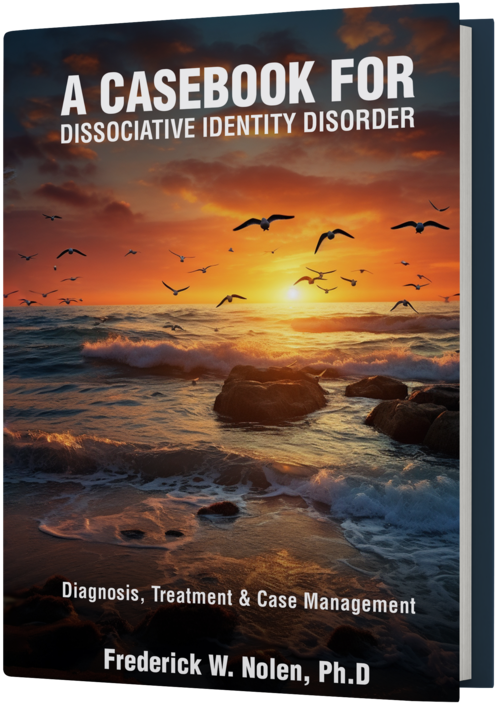 A CASEBOOK FOR
DISSOCIATIVE IDENTITY DISORDER
Diagnosis, Treatment & Case Management
Frederick W. Nolen, Ph.D